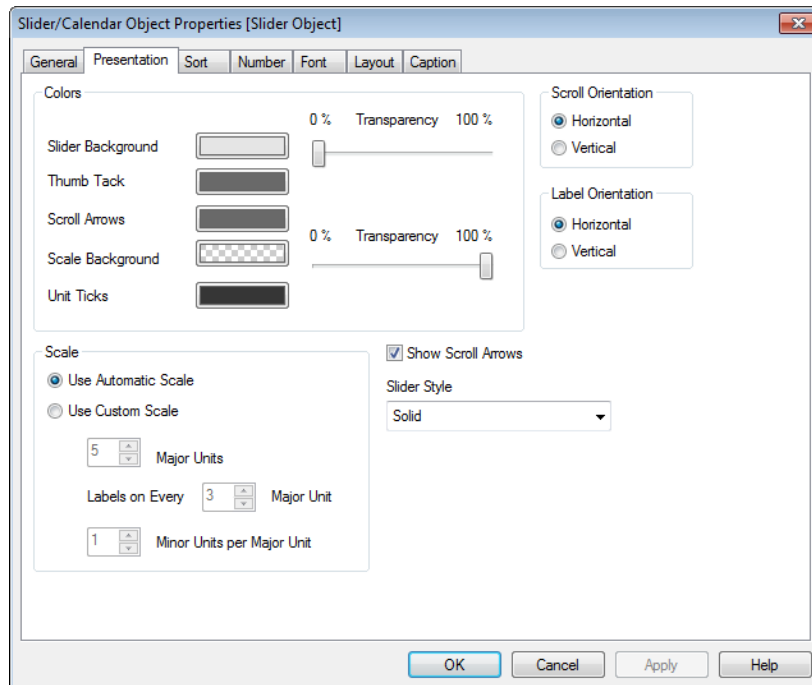 Slider/Calendar Object Properties [Slider Object]
General Presentation Sort Number Font Layout Caption
Colors
0 % Transparency 100 %
Slider Background
Thumb Tack
Scroll Arrows
0 % Transparency 100 %
Scale Background
Unit Ticks
Scroll Orientation
Horizontal
Vertical
Label Orientation
Horizontal
Vertical
Scale
Use Automatic Scale
Use Custom Scale
5 Major Units
Labels on Every 3 Major Unit
1 Minor Units per Major Unit
Show Scroll Arrows
Slider Style
Solid
OK Cancel Apply Help